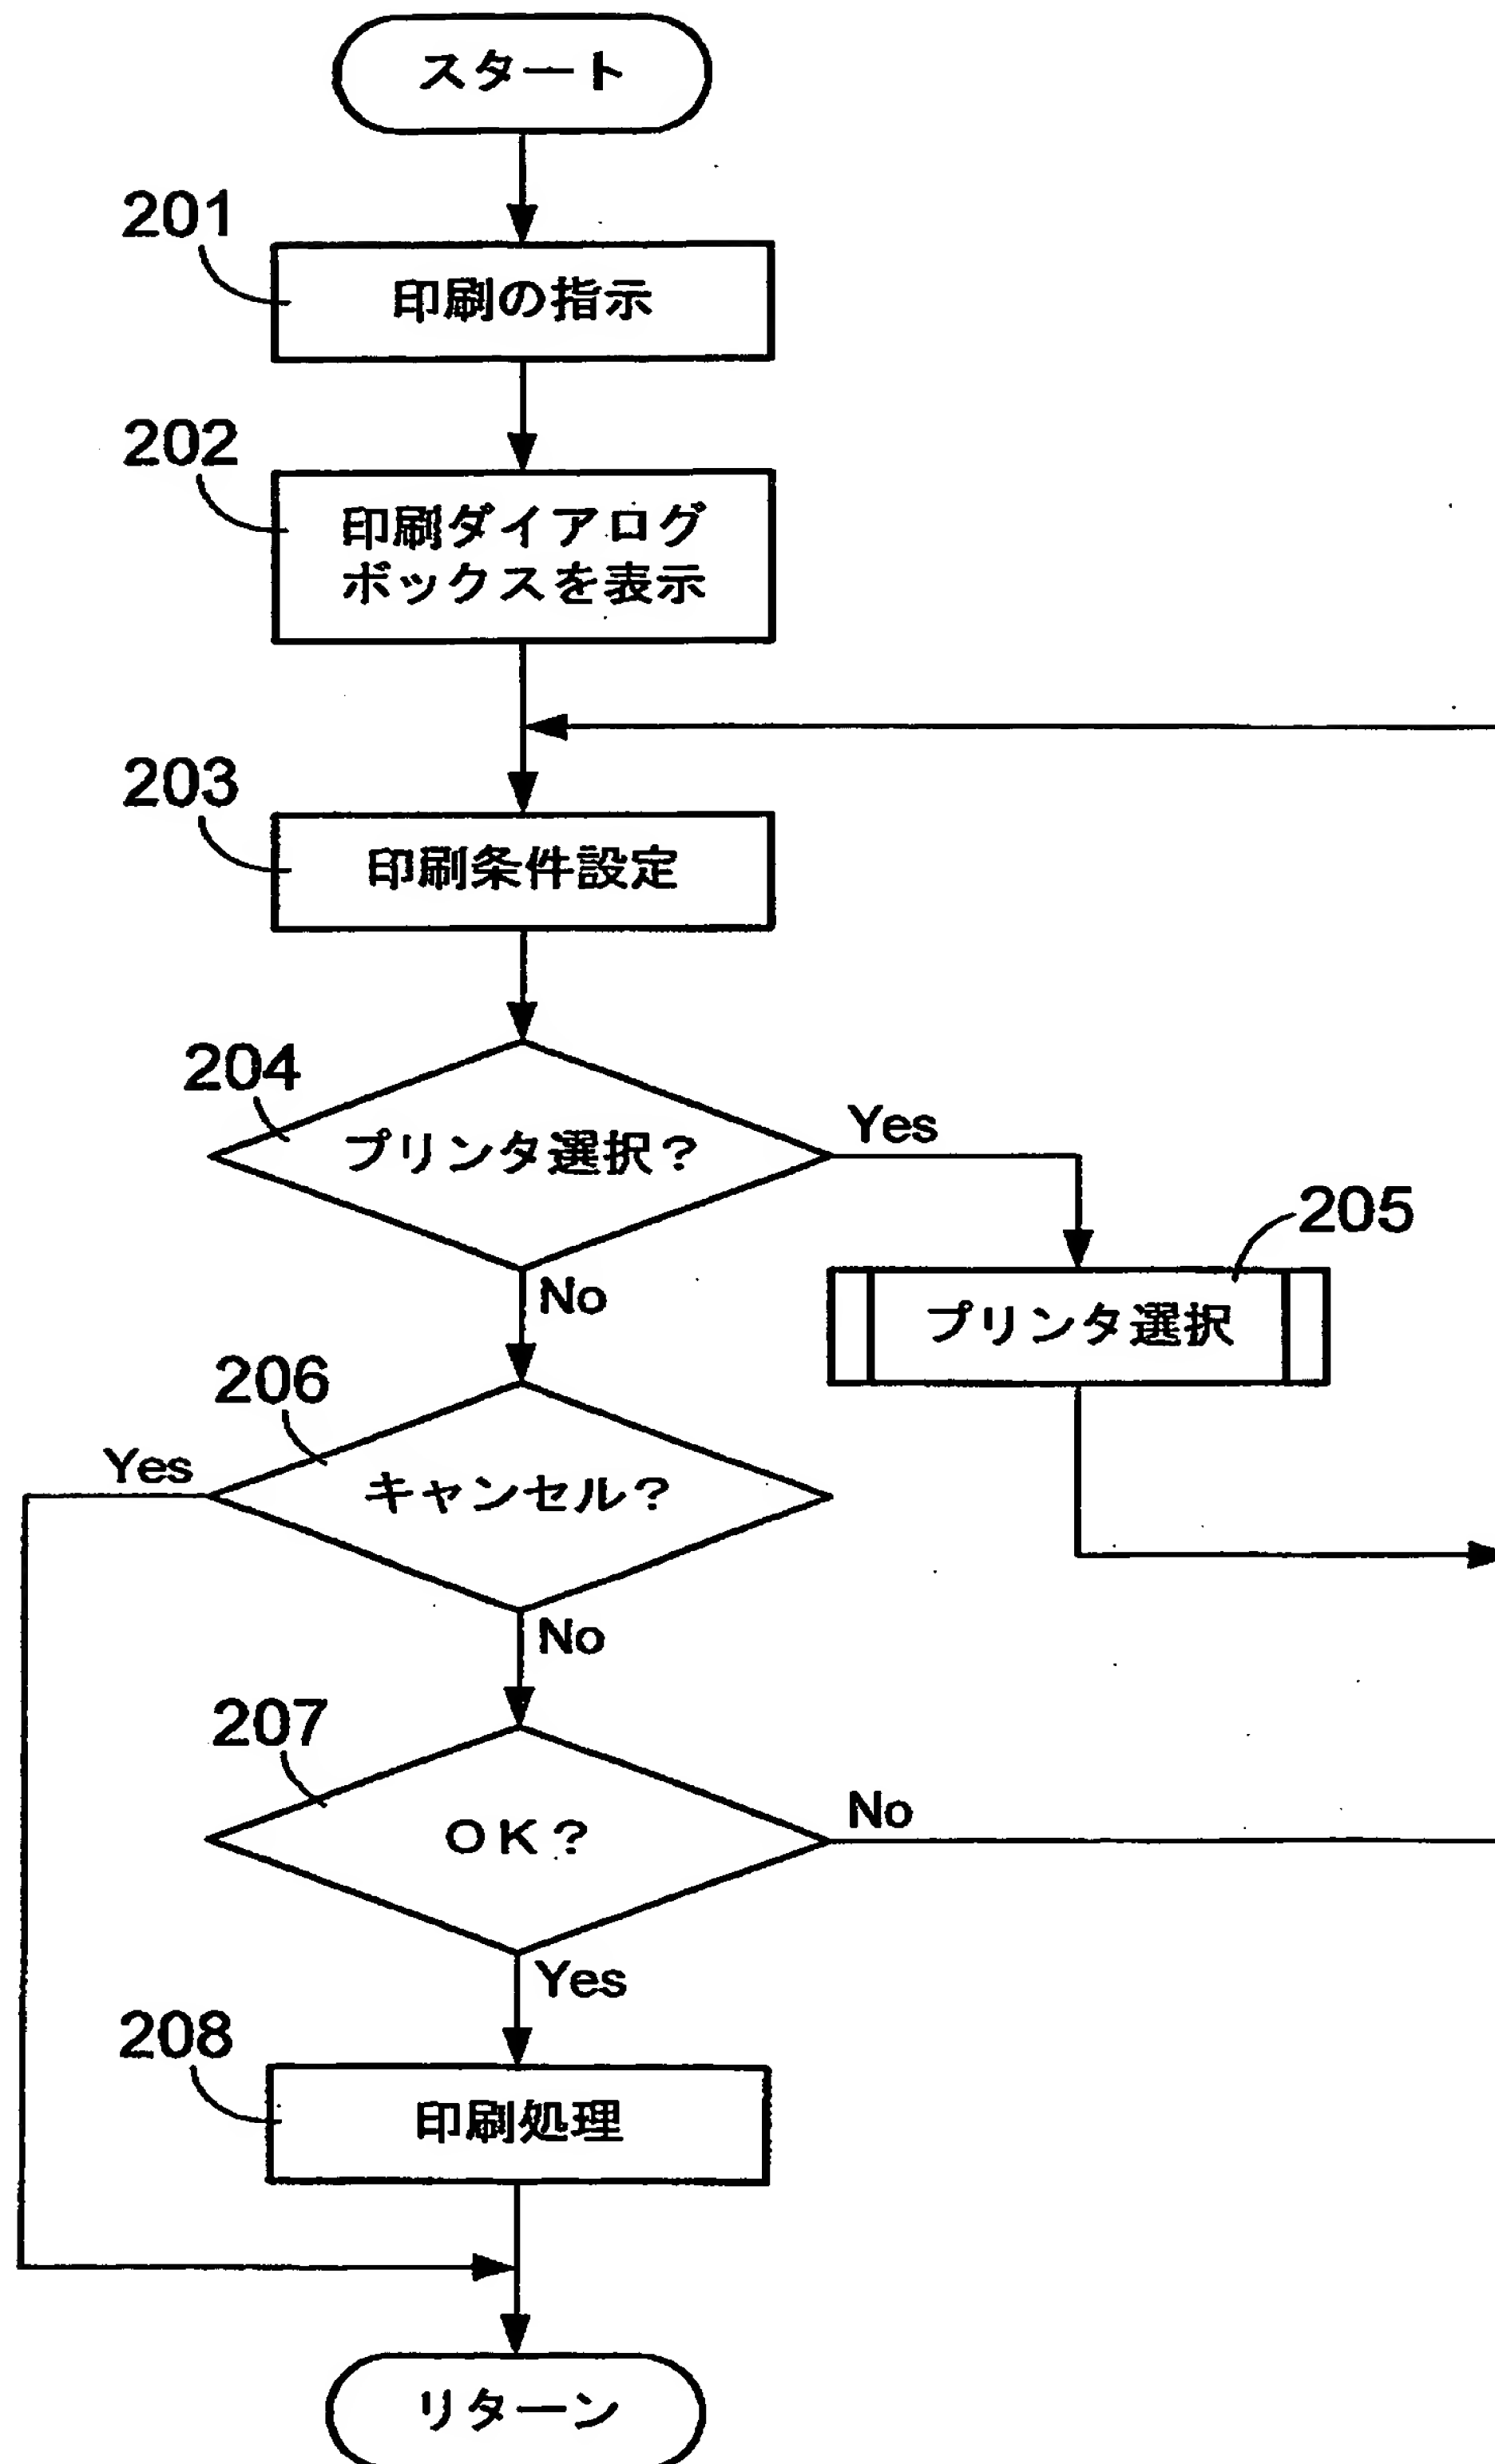 スタート
201
印刷の指示
202
印刷ダイアログ
ボックスを表示
203
印刷条件設定
204
プリンタ選択？
Yes
205
プリンタ選択
No
206
Yes
キャンセル？
No
207
OK？
No
Yes
208
印刷処理
リターン